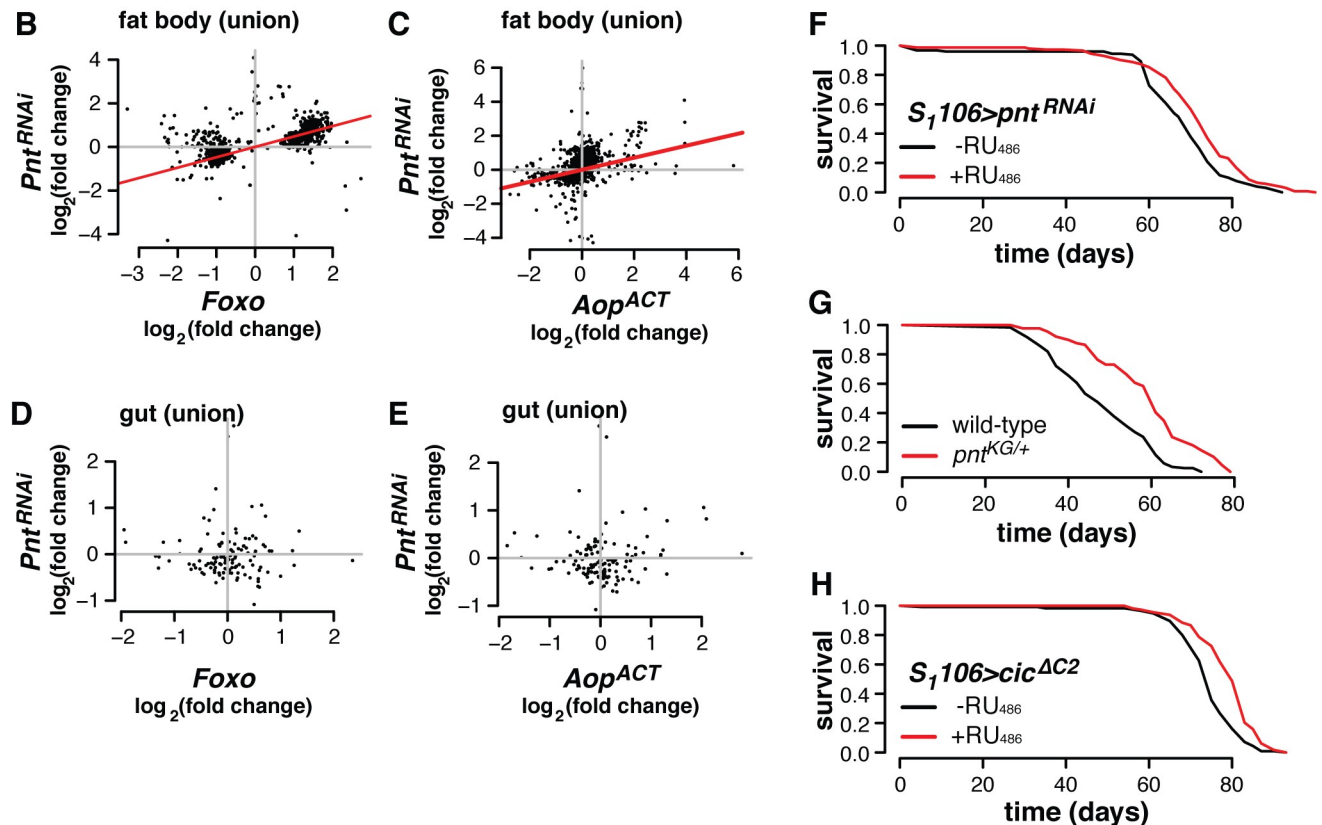 B
fat body (union)
Pnt^RNAi
log2(fold change)
4
2
0
−2
−4
−3 −2 −1 0 1 2
Foxo
log2(fold change)
C
fat body (union)
Pnt^RNAi
log2(fold change)
6
4
2
0
−2
−4
−2 0 2 4 6
Aop^ACT
log2(fold change)
D
gut (union)
Pnt^RNAi
log2(fold change)
2
1
0
−1
−2 −1 0 1 2
Foxo
log2(fold change)
E
gut (union)
Pnt^RNAi
log2(fold change)
2
1
0
−1
−2 −1 0 1 2
Aop^ACT
log2(fold change)
F
survival
1.0
0.8
0.6
0.4
0.2
0.0
S1106>pnt^RNAi
-RU486
+RU486
0 20 40 60 80
time (days)
G
survival
1.0
0.8
0.6
0.4
0.2
0.0
wild-type
pnt^KG/+
0 20 40 60 80
time (days)
H
survival
1.0
0.8
0.6
0.4
0.2
0.0
S1106>cic^ΔC2
-RU486
+RU486
0 20 40 60 80
time (days)